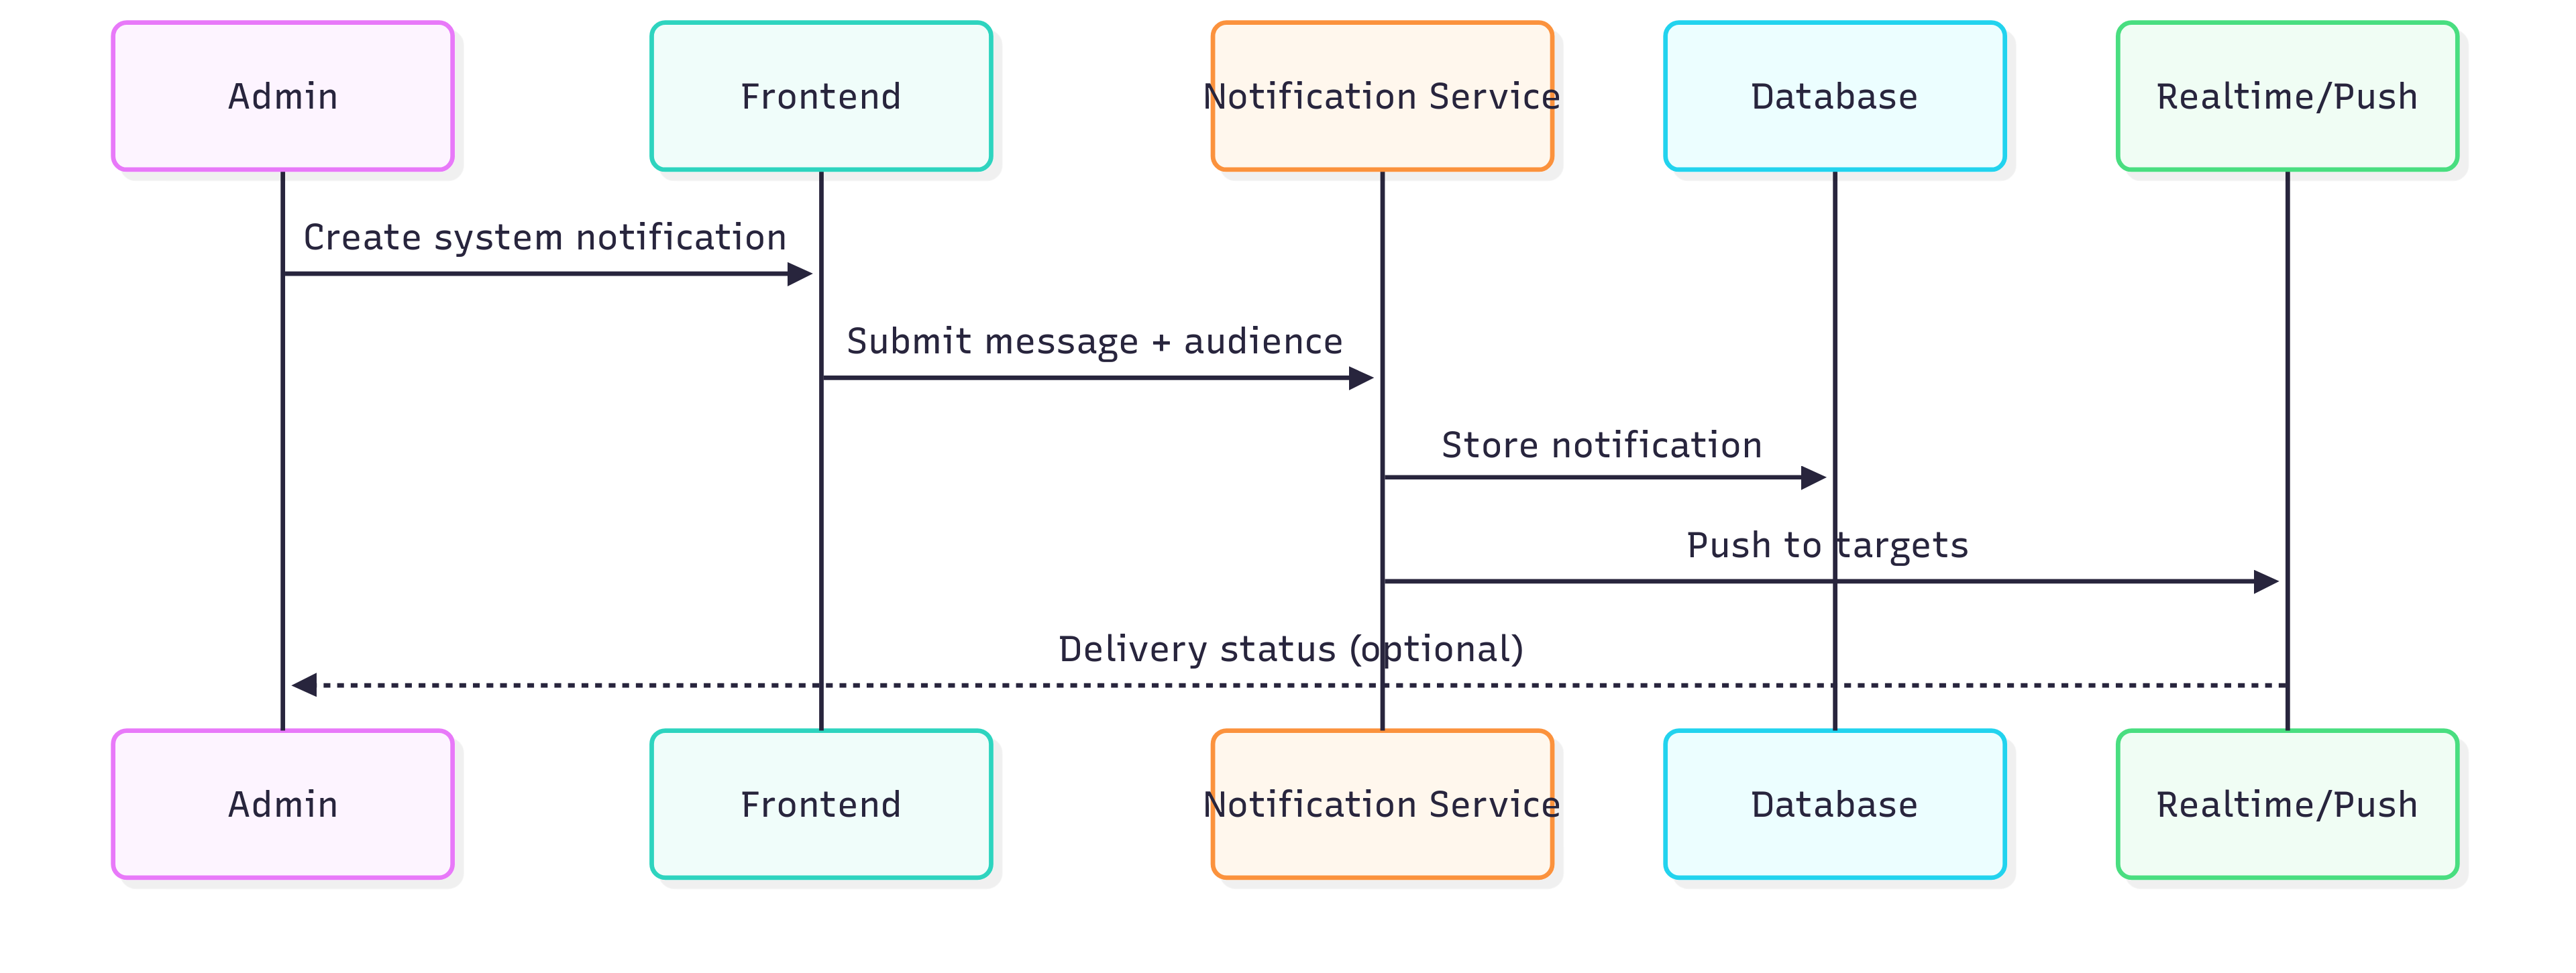 Admin
Frontend
Notification Service
Database
Realtime/Push
Create system notification
Submit message + audience
Store notification
Push to targets
Delivery status (optional)
Admin
Frontend
Notification Service
Database
Realtime/Push